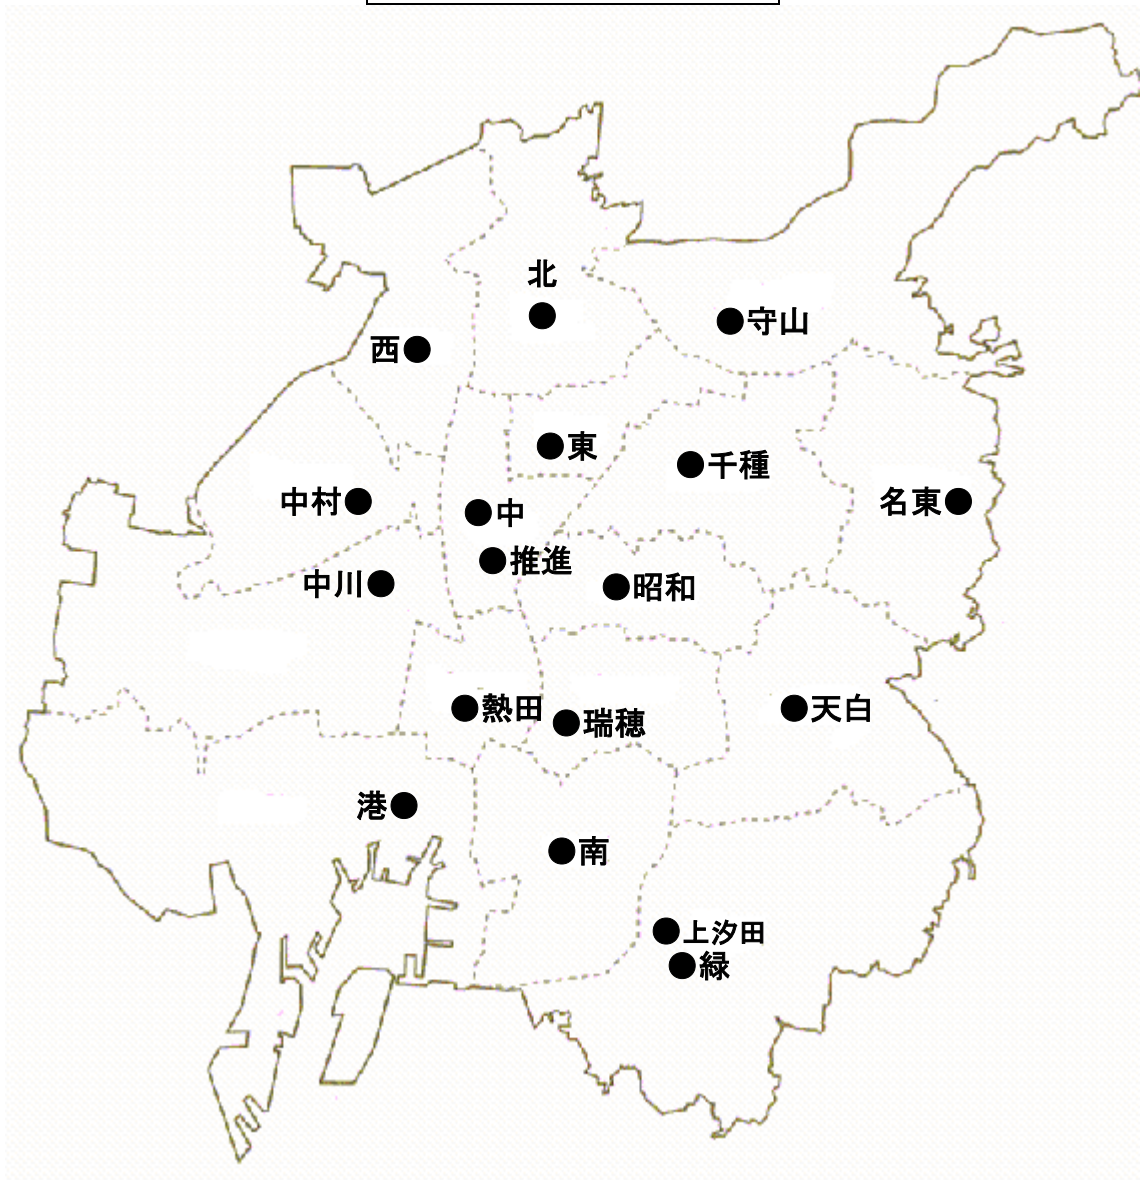 北
守山
西
東
千種
中村
名東
中
推進
中川
昭和
熱田
瑞穂
天白
港
南
上汐田
緑